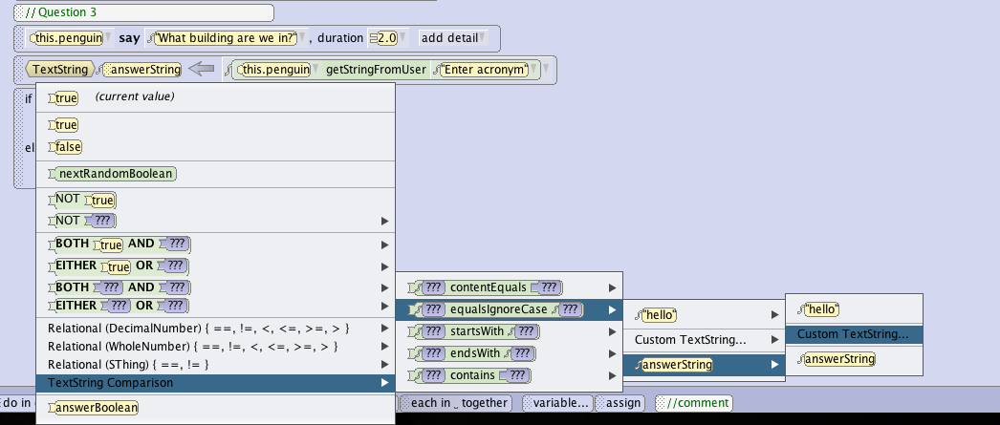 // Question 3
this.penguin say "What building are we in?" , duration 2.0 add detail
TextString answerString this.penguin getStringFromUser "Enter acronym"
if
el
true (current value)
true
false
nextRandomBoolean
NOT true
NOT ???
BOTH true AND ???
EITHER true OR ???
BOTH ??? AND ???
EITHER ??? OR ???
Relational (DecimalNumber) { ==, !=, <, <=, >=, > }
Relational (WholeNumber) { ==, !=, <, <=, >=, > }
Relational (SThing) { ==, != }
TextString Comparison
answerBoolean
??? contentEquals ???
??? equalsIgnoreCase ???
??? startsWith ???
??? endsWith ???
??? contains ???
"hello"
Custom TextString...
answerString
"hello"
Custom TextString...
answerString
do in each in _ together variable... assign //comment